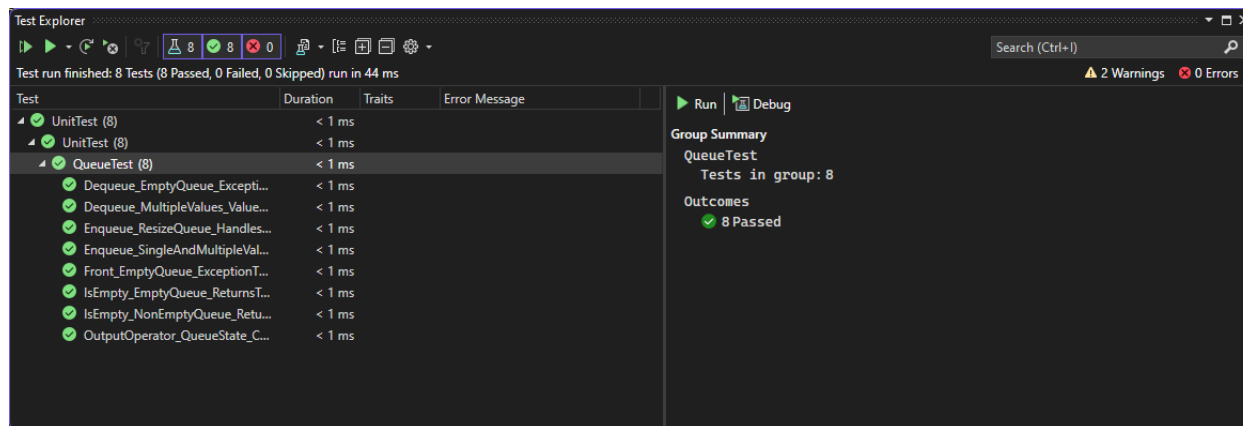 Test Explorer
8 8 0 Search (Ctrl+I)
Test run finished: 8 Tests (8 Passed, 0 Failed, 0 Skipped) run in 44 ms 2 Warnings 0 Errors
Test Duration Traits Error Message
UnitTest (8) < 1 ms
UnitTest (8) < 1 ms
QueueTest (8) < 1 ms
Dequeue_EmptyQueue_Excepti... < 1 ms
Dequeue_MultipleValues_Value... < 1 ms
Enqueue_ResizeQueue_Handles... < 1 ms
Enqueue_SingleAndMultipleVal... < 1 ms
Front_EmptyQueue_ExceptionT... < 1 ms
IsEmpty_EmptyQueue_ReturnsT... < 1 ms
IsEmpty_NonEmptyQueue_Retu... < 1 ms
OutputOperator_QueueState_C... < 1 ms
Run Debug
Group Summary
QueueTest
Tests in group: 8
Outcomes
8 Passed